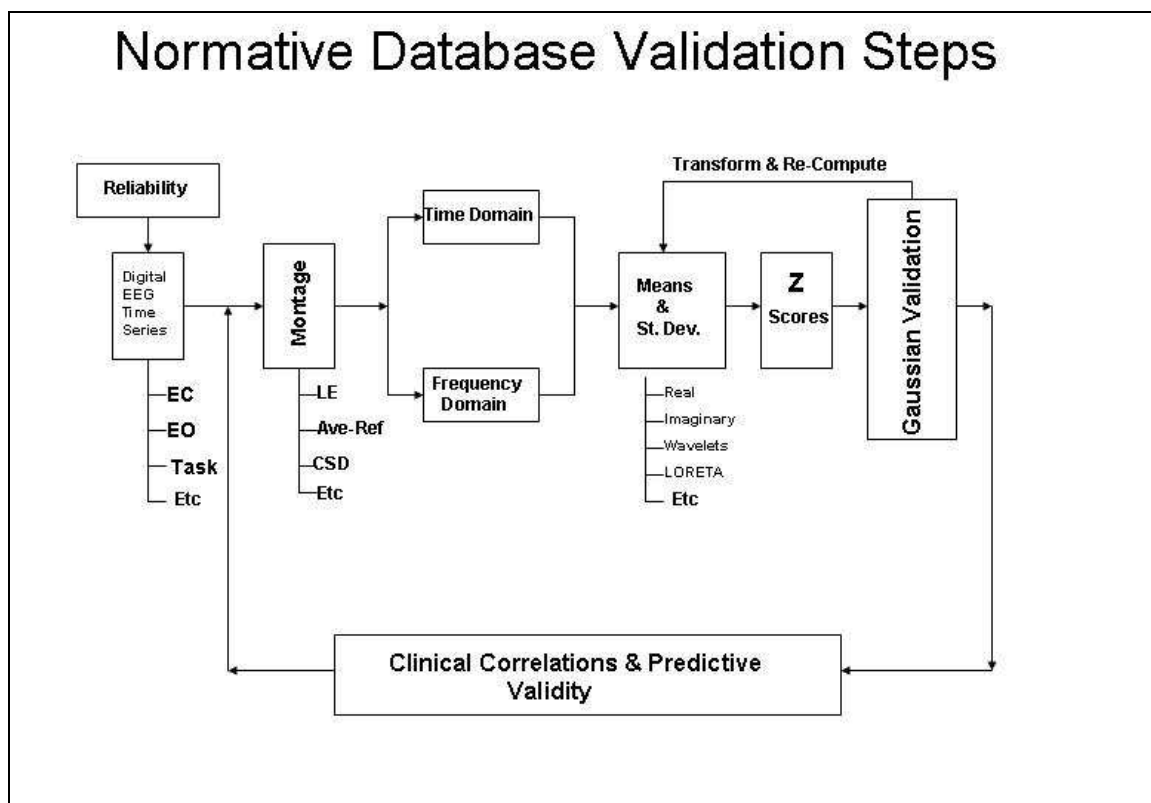 Normative Database Validation Steps
Transform & Re-Compute
Reliability
Digital
EEG
Time
Series
EC
EO
Task
Etc
Montage
LE
Ave-Ref
CSD
Etc
Time Domain
Frequency
Domain
Means
&
St. Dev.
Real
Imaginary
Wavelets
LORETA
Etc
Z
Scores
Gaussian Validation
Clinical Correlations & Predictive
Validity